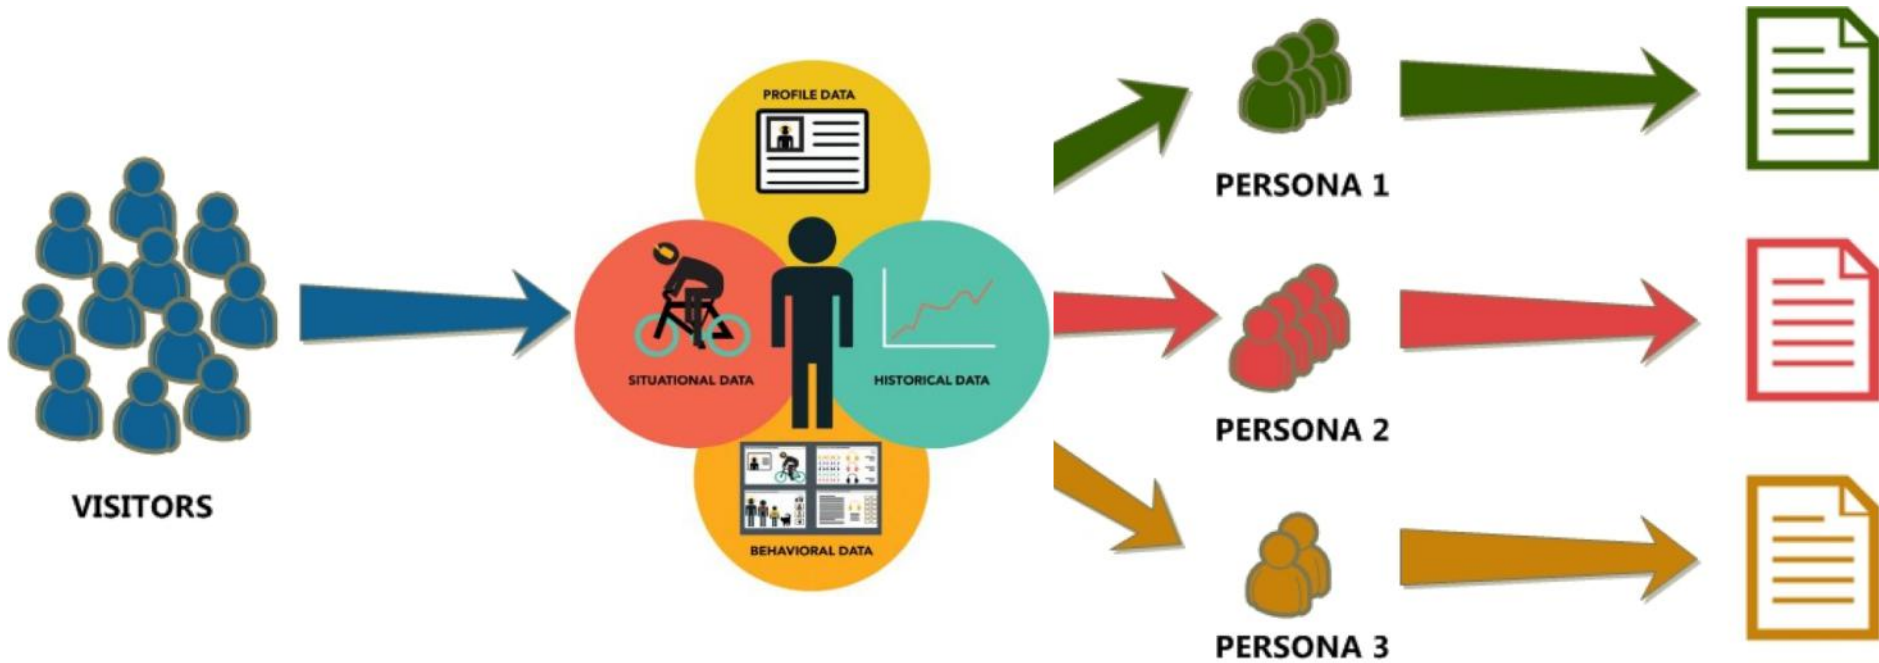 VISITORS
PROFILE DATA
SITUATIONAL DATA
HISTORICAL DATA
BEHAVIORAL DATA
PERSONA 1
PERSONA 2
PERSONA 3